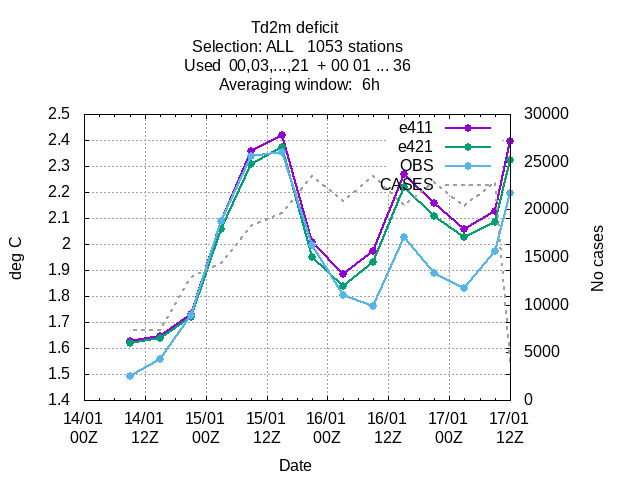 Td2m deficit
Selection: ALL   1053 stations
Used  00,03,...,21  + 00 01 ... 36
Averaging window:  6h
2.5
2.4
2.3
2.2
2.1
2
1.9
1.8
1.7
1.6
1.5
1.4
deg C
30000
25000
20000
15000
10000
5000
0
No cases
e411
e421
OBS
CASES
14/01 14/01 15/01 15/01 16/01 16/01 17/01 17/01
00Z 12Z 00Z 12Z 00Z 12Z 00Z 12Z
Date